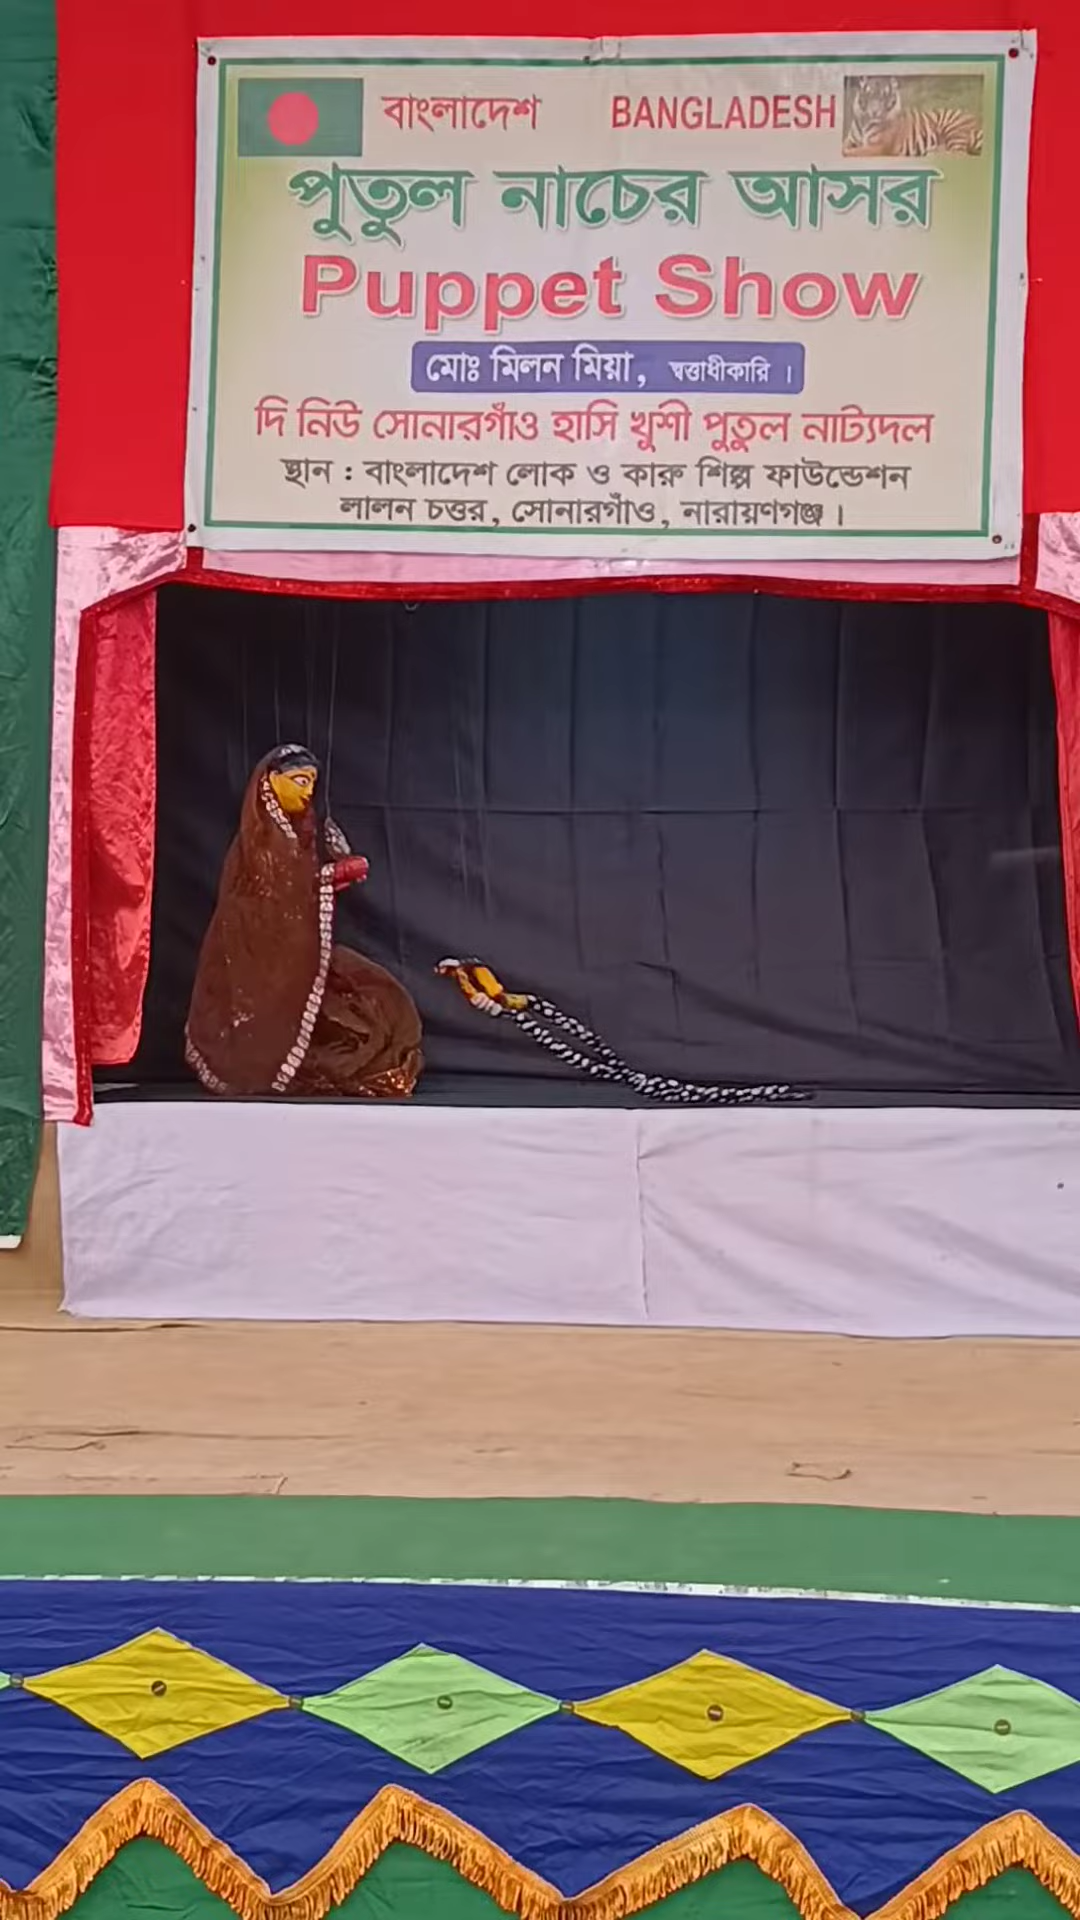 বাংলাদেশ BANGLADESH
পুতুল নাচের আসর
Puppet Show
মোঃ মিলন মিয়া, স্বত্তাধীকারি ।
দি নিউ সোনারগাঁও হাসি খুশী পুতুল নাট্যদল
স্থান : বাংলাদেশ লোক ও কারু শিল্প ফাউন্ডেশন
লালন চত্তর, সোনারগাঁও, নারায়ণগঞ্জ ।